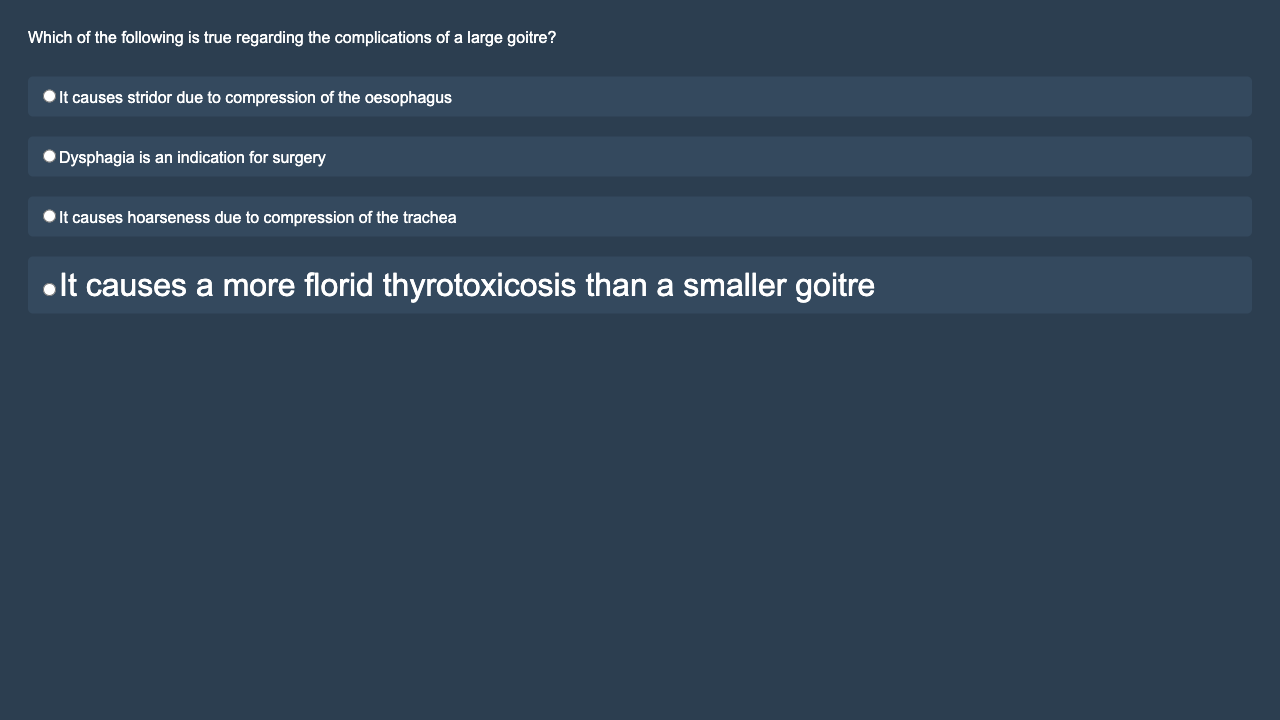 Which of the following is true regarding the complications of a large goitre?
It causes stridor due to compression of the oesophagus
Dysphagia is an indication for surgery
It causes hoarseness due to compression of the trachea
It causes a more florid thyrotoxicosis than a smaller goitre